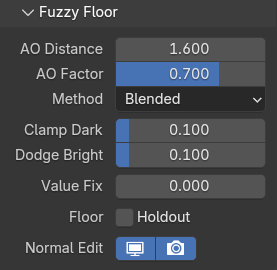 Fuzzy Floor
AO Distance 1.600
AO Factor 0.700
Method Blended
Clamp Dark 0.100
Dodge Bright 0.100
Value Fix 0.000
Floor Holdout
Normal Edit